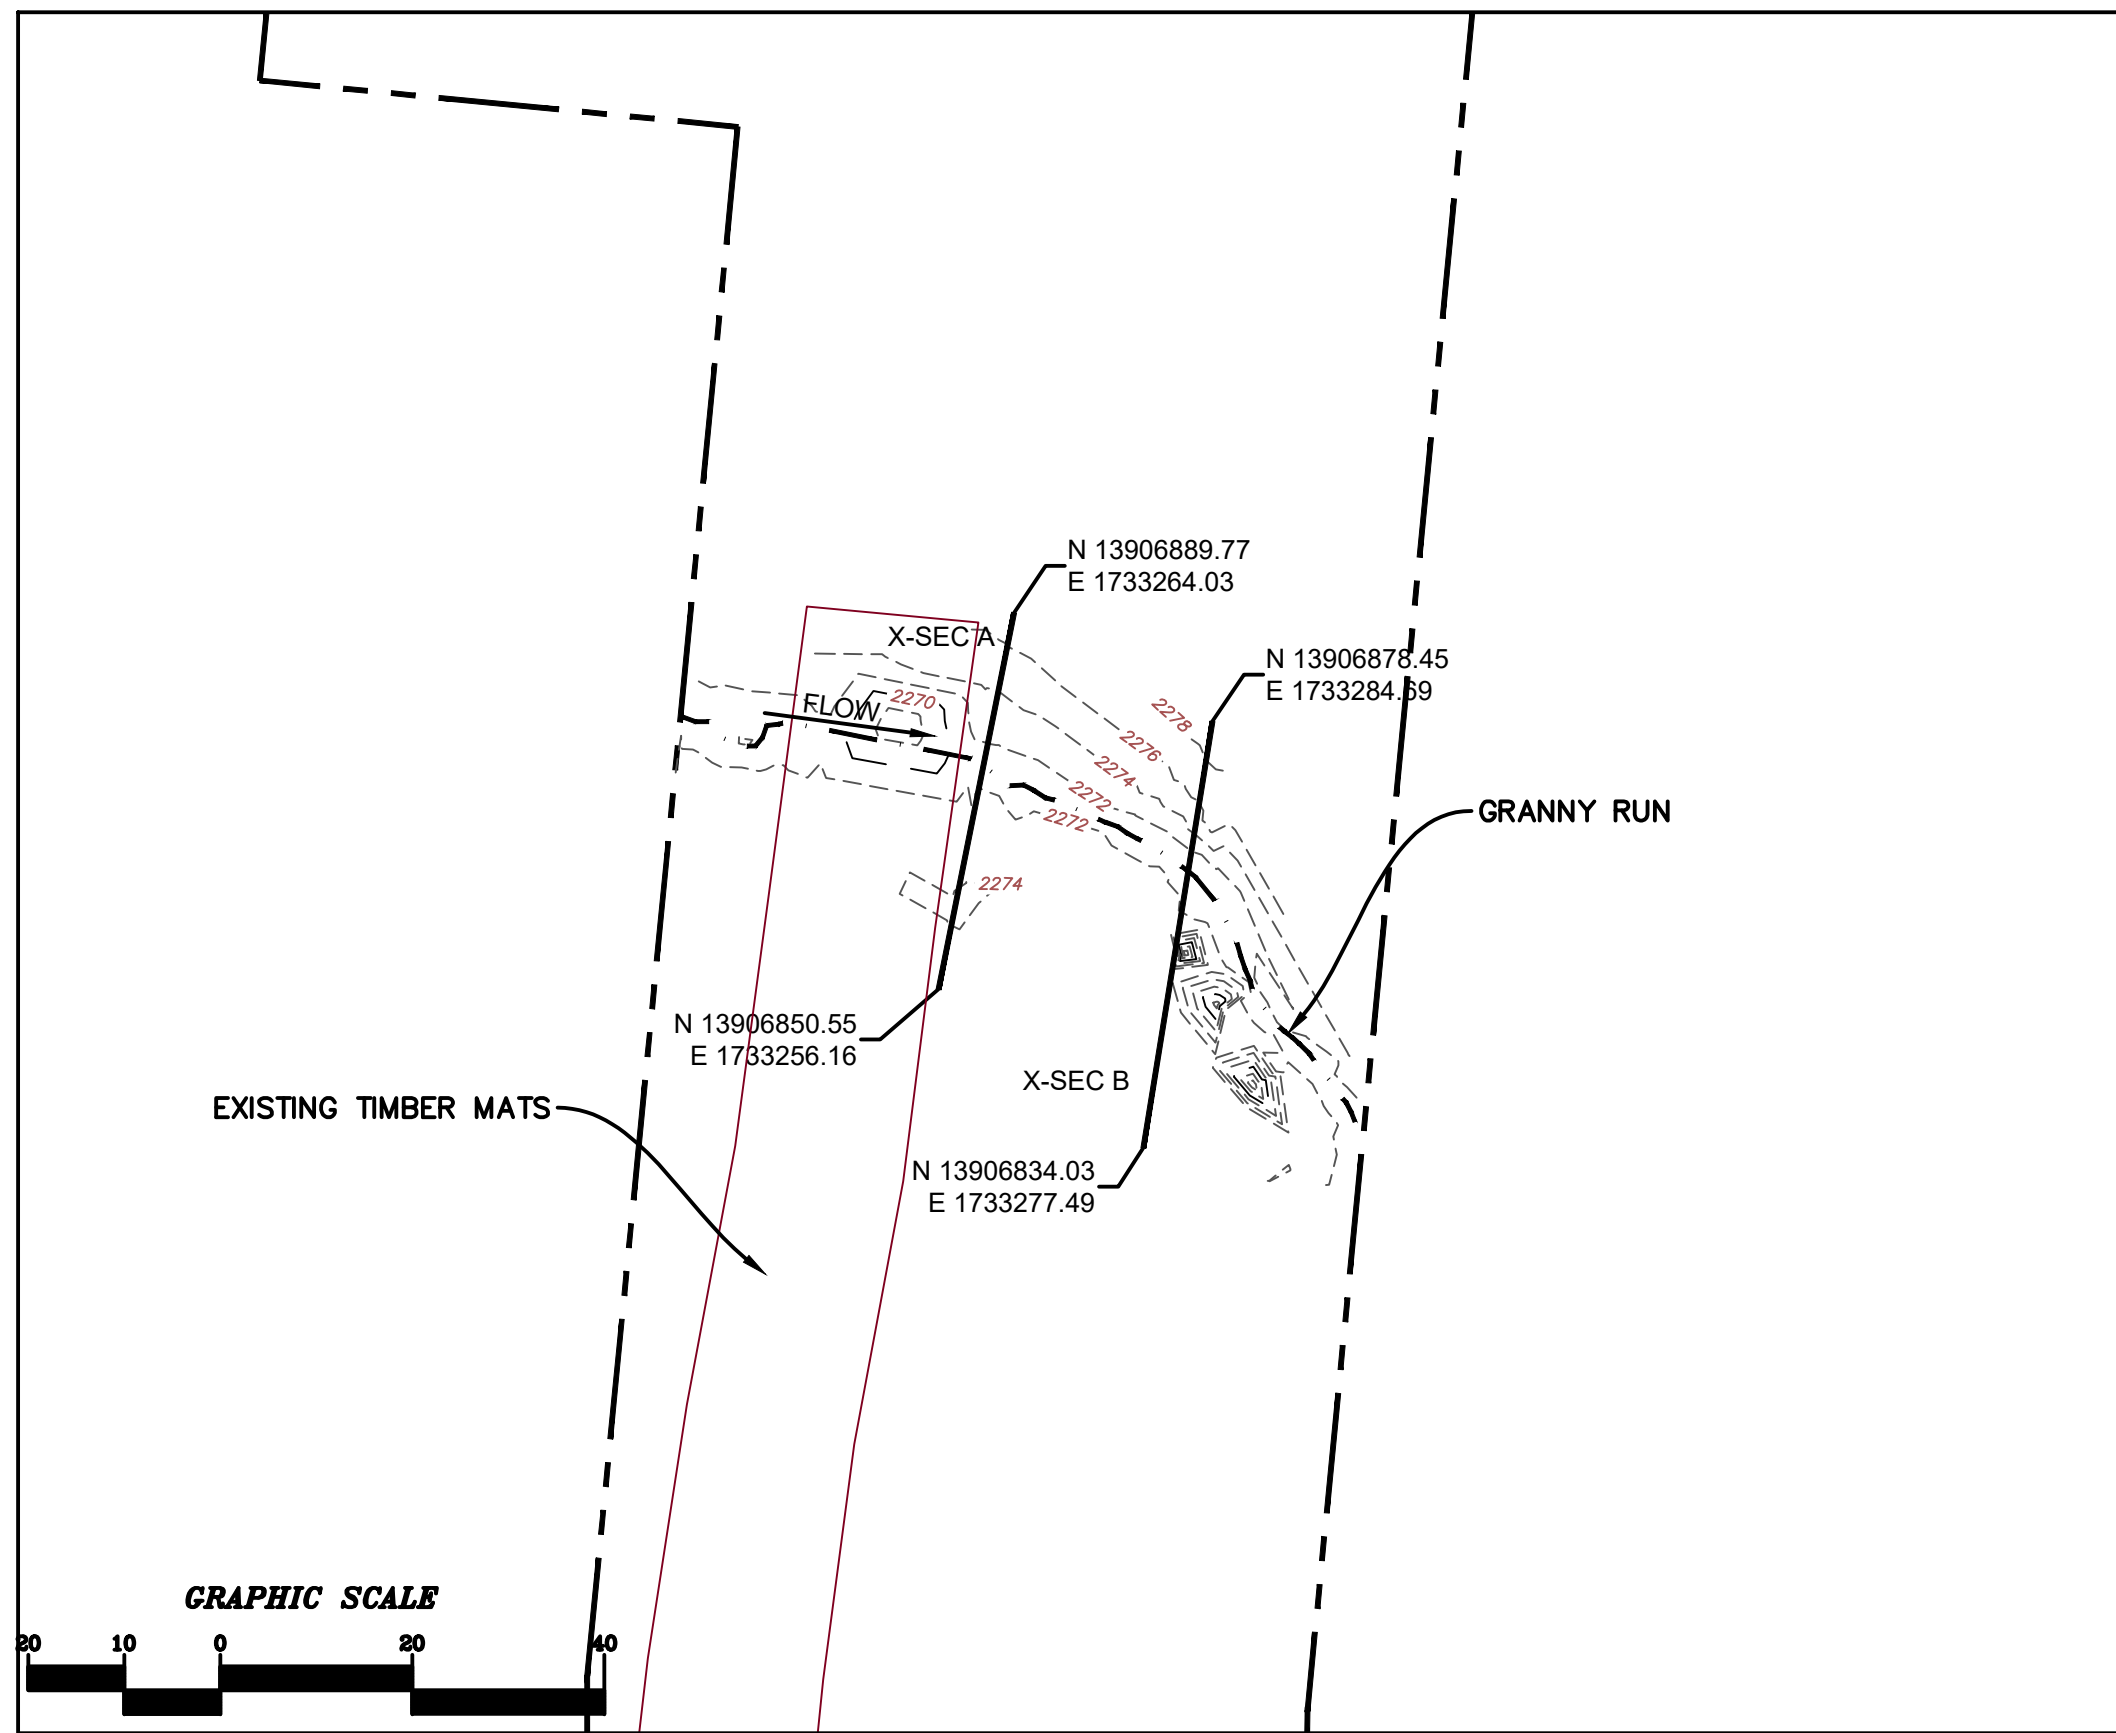 N 13906889.77
E 1733264.03
X-SEC A
N 13906878.45
E 1733284.69
FLOW
2270
2278
2276
2274
2272
2272
GRANNY RUN
2274
N 13906850.55
E 1733256.16
X-SEC B
EXISTING TIMBER MATS
N 13906834.03
E 1733277.49
GRAPHIC SCALE
20 10 0 20 40